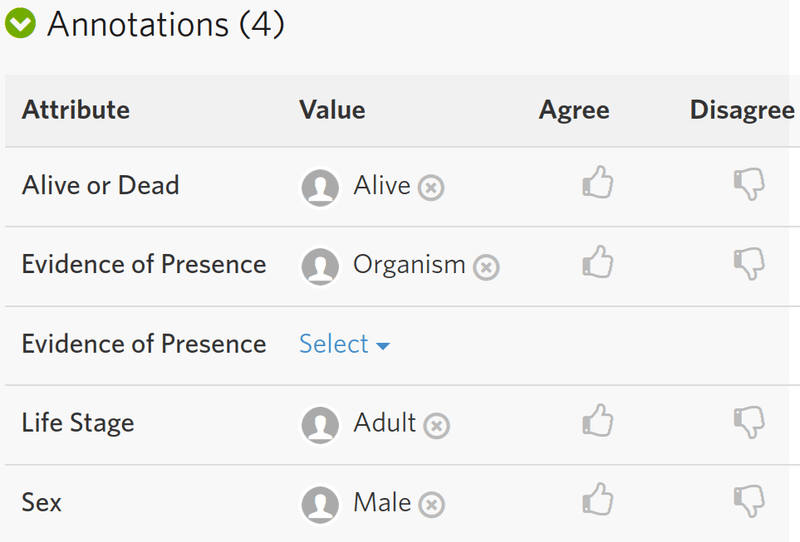 Annotations (4)
Attribute Value Agree Disagree
Alive or Dead Alive
Evidence of Presence Organism
Evidence of Presence Select
Life Stage Adult
Sex Male